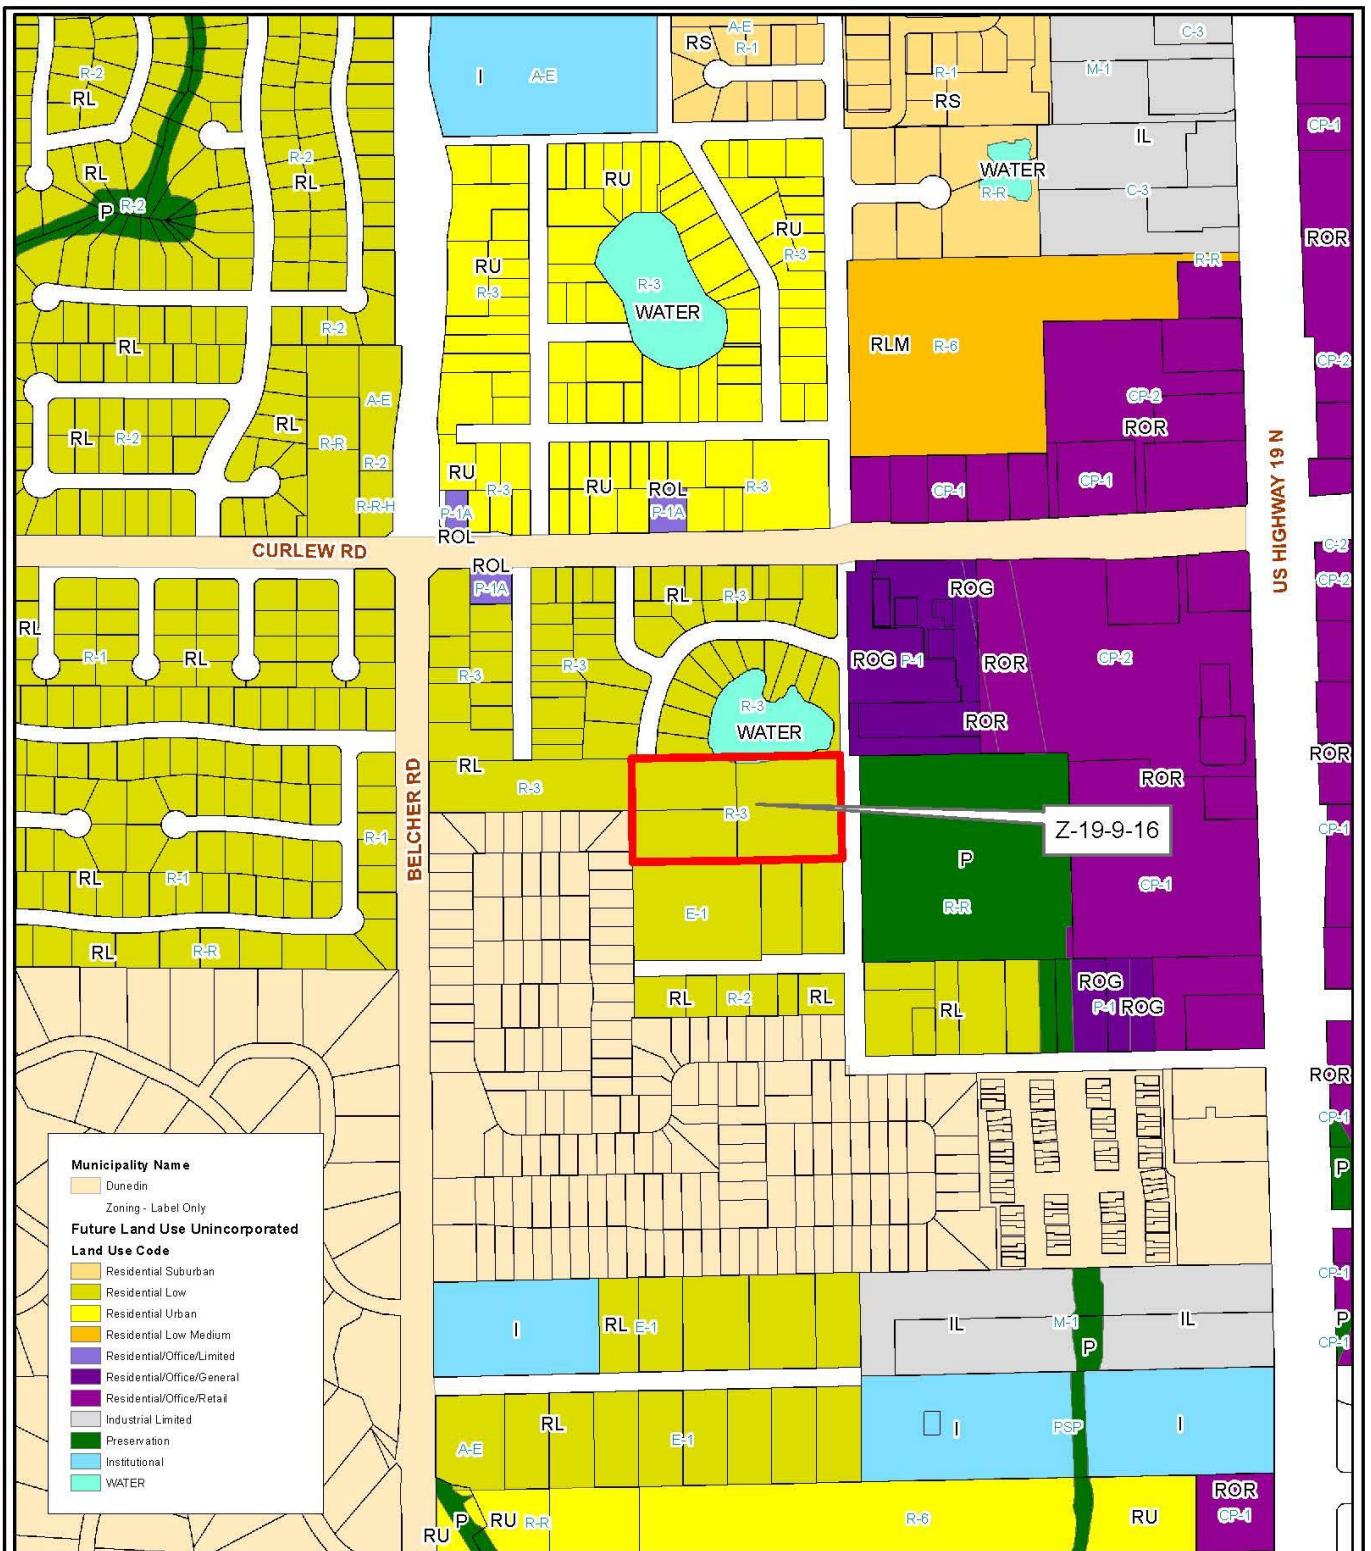 A-E
C-3
RS
R-1
I
A-E
R-2
RL
R-1
RS
M-1
CP-1
IL
R-2
RL
RL
P
R-2
RU
WATER
R-R
C-3
ROR
RU
R-3
RU
R-3
R-3
WATER
R-R
R-2
RL
RLM
R-6
CP-2
A-E
CP-2
ROR
RL
RL
R-2
R-R
R-2
RU
R-3
RU
ROL
R-3
CP-1
CP-1
US HIGHWAY 19 N
R-R-H
P-1A
P-1A
ROL
CURLEW RD
C-2
ROL
P-1A
CP-2
RL
R-3
ROG
RL
R-1
RL
R-3
R-3
ROG
P-1
ROR
CP-2
R-3
WATER
ROR
ROR
RL
R-3
ROR
BELCHER RD
R-3
Z-19-9-16
CP-1
R-1
P
RL
R-1
CP-1
R-R
E-1
RL
R-R
RL
R-2
RL
RL
ROG
P-1
ROG
ROR
CP-1
P
Municipality Name
Dunedin
Zoning - Label Only
Future Land Use Unincorporated
Land Use Code
Residential Suburban
Residential Low
Residential Urban
Residential Low Medium
Residential/Office/Limited
Residential/Office/General
Residential/Office/Retail
Industrial Limited
Preservation
Institutional
WATER
CP-1
I
RL
E-1
IL
M-1
IL
P
P
CP-1
RL
A-E
E-1
I
PSP
I
ROR
CP-1
RU
P
RU
R-R
R-6
RU